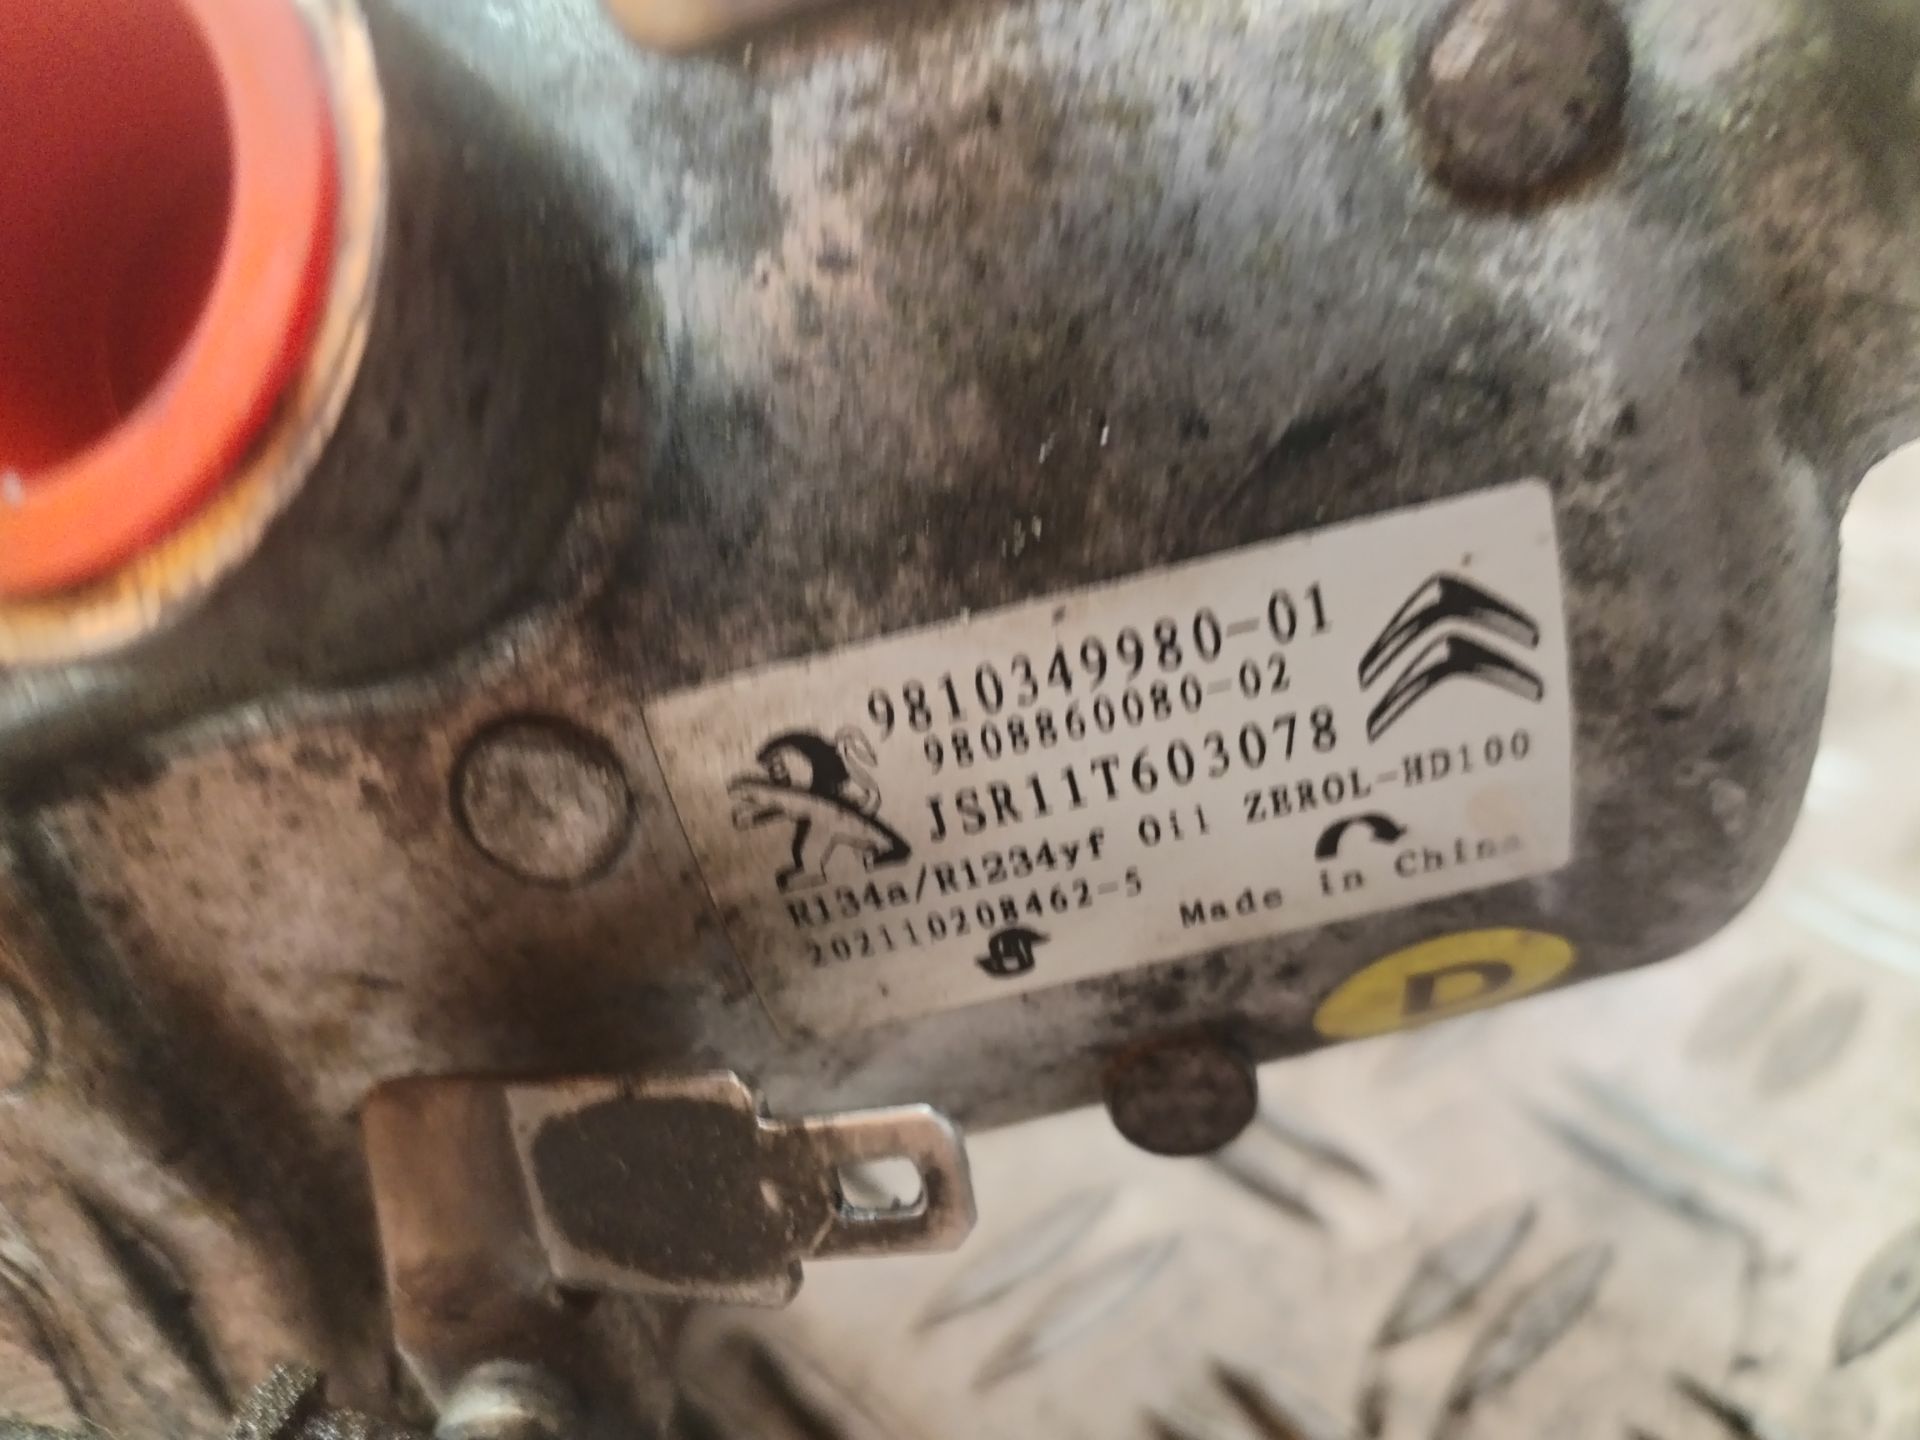 9810349980-01
9808860080-02
JSR11T603078
R134a/R1234yf Oil ZEROL-HD100
202110208462-5
Made in China
D